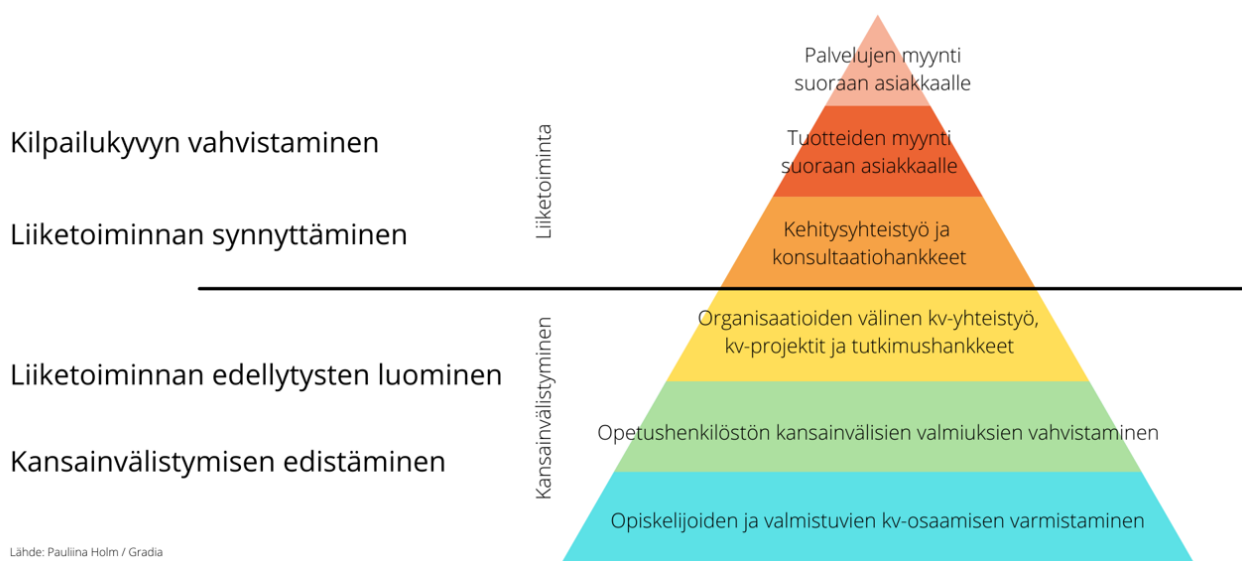 Palvelujen myynti
suoraan asiakkaalle
Kilpailukyvyn vahvistaminen
Liiketoiminta
Tuotteiden myynti
suoraan asiakkaalle
Liiketoiminnan synnyttäminen
Kehitysyhteistyö ja
konsultaatiohankkeet
Organisaatioiden välinen kv-yhteistyö,
kv-projektit ja tutkimushankkeet
Liiketoiminnan edellytysten luominen
Kansainvälistyminen
Opetushenkilöstön kansainvälisien valmiuksien vahvistaminen
Kansainvälistymisen edistäminen
Opiskelijoiden ja valmistuvien kv-osaamisen varmistaminen
Lähde: Pauliina Holm / Gradia